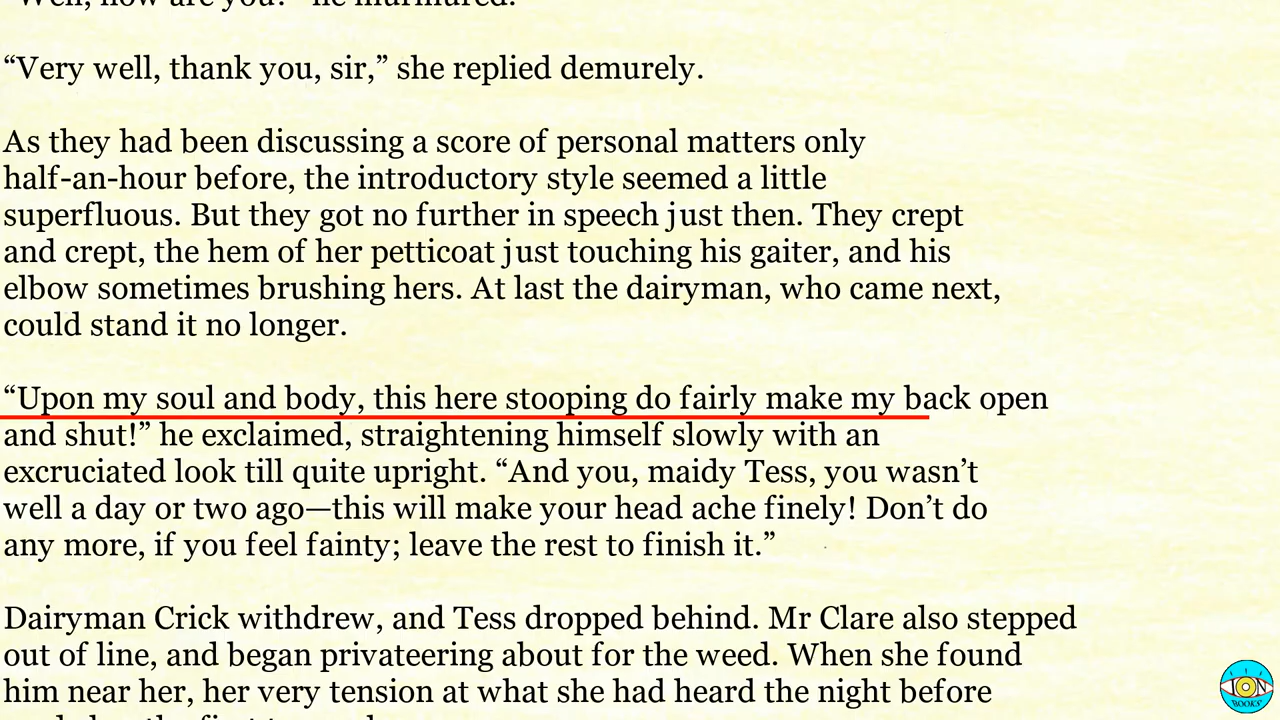 “Well, how are you?” he murmured.
“Very well, thank you, sir,” she replied demurely.
As they had been discussing a score of personal matters only
half-an-hour before, the introductory style seemed a little
superfluous. But they got no further in speech just then. They crept
and crept, the hem of her petticoat just touching his gaiter, and his
elbow sometimes brushing hers. At last the dairyman, who came next,
could stand it no longer.
“Upon my soul and body, this here stooping do fairly make my back open
and shut!” he exclaimed, straightening himself slowly with an
excruciated look till quite upright. “And you, maidy Tess, you wasn’t
well a day or two ago—this will make your head ache finely! Don’t do
any more, if you feel fainty; leave the rest to finish it.”
Dairyman Crick withdrew, and Tess dropped behind. Mr Clare also stepped
out of line, and began privateering about for the weed. When she found
him near her, her very tension at what she had heard the night before
ION
BOOKS